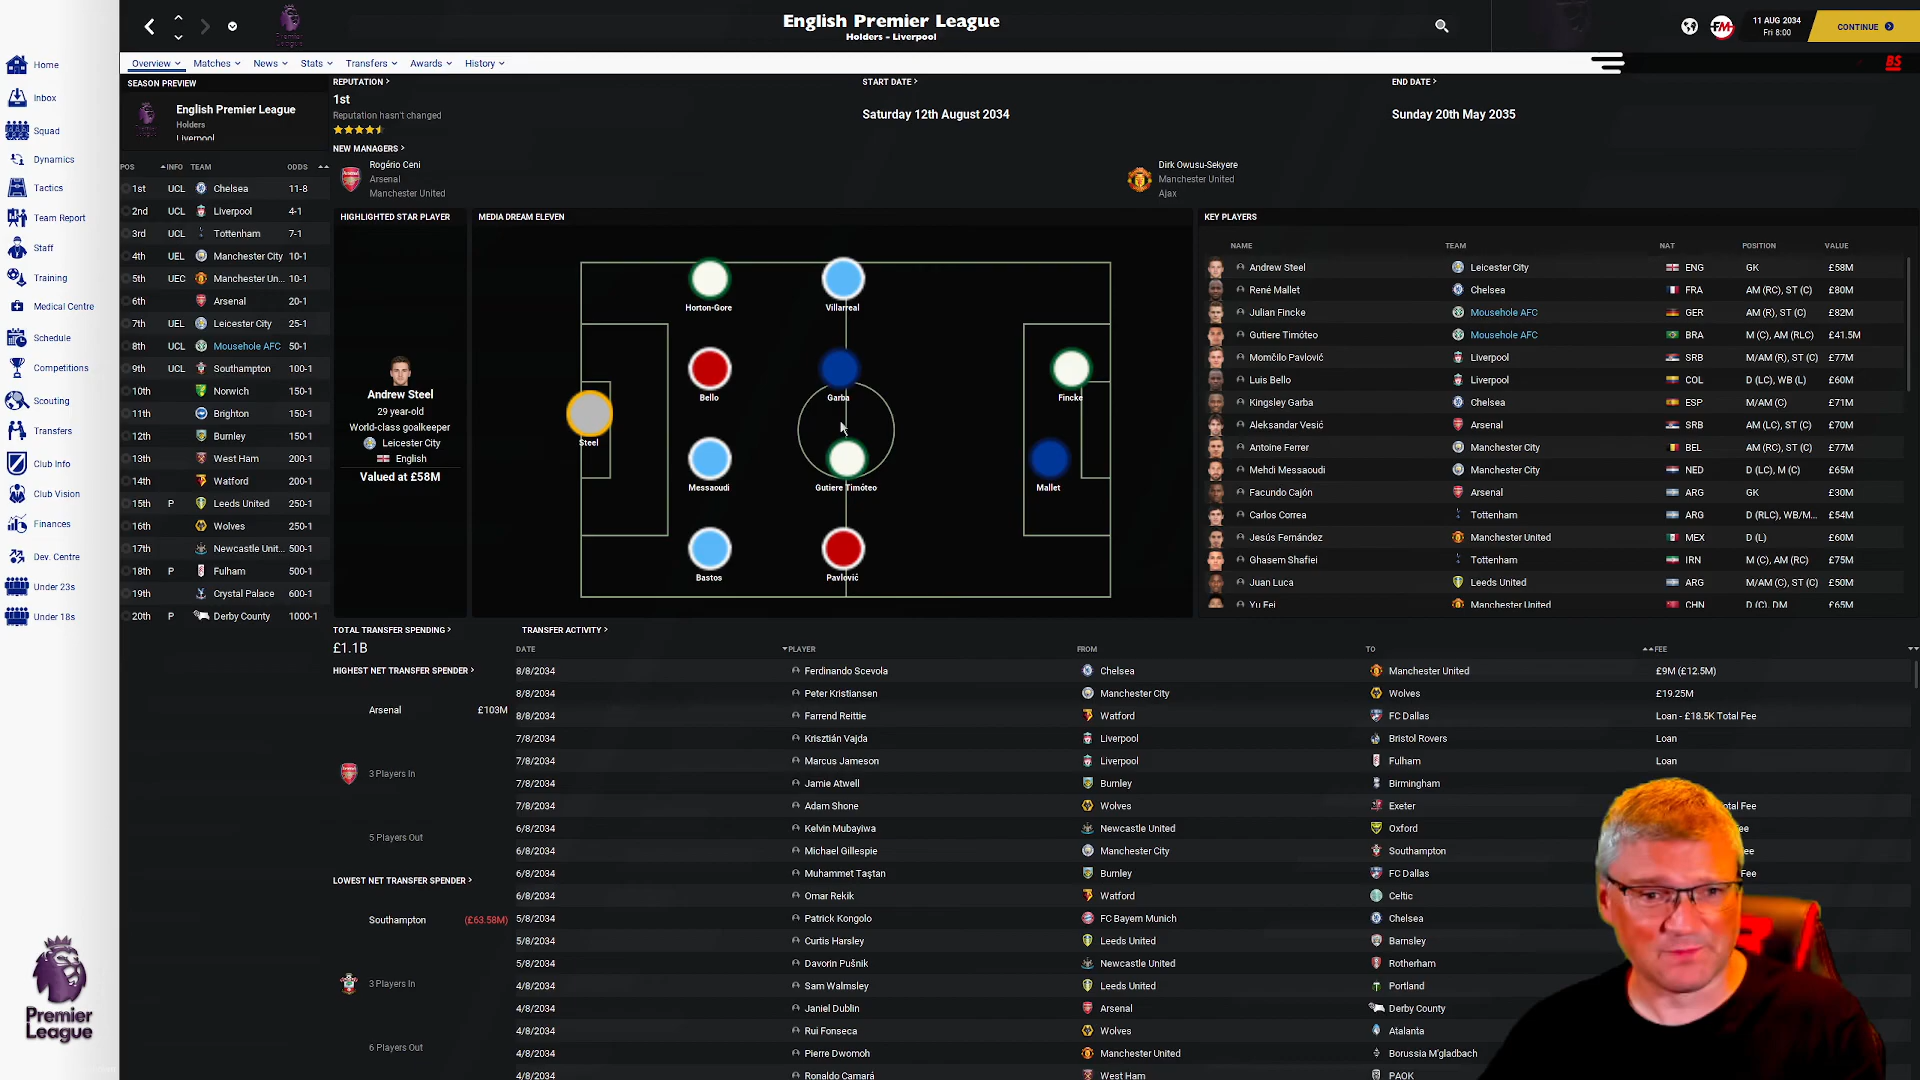 English Premier League
Holders - Liverpool
11 AUG 2034
Fri 8:00
CONTINUE
FM
Overview
Matches
News
Stats
Transfers
Awards
History
BS
Home
Inbox
Squad
Dynamics
Tactics
Team Report
Staff
Training
Medical Centre
Schedule
Competitions
Scouting
Transfers
Club Info
Club Vision
Finances
Dev. Centre
Under 23s
Under 18s
Premier
League
SEASON PREVIEW
English Premier League
Holders
Liverpool
POS INFO TEAM ODDS
1st UCL Chelsea 11-8
2nd UCL Liverpool 4-1
3rd UCL Tottenham 7-1
4th UEL Manchester City 10-1
5th UEC Manchester Un... 10-1
6th Arsenal 20-1
7th UEL Leicester City 25-1
8th UCL Mousehole AFC 50-1
9th UCL Southampton 100-1
10th Norwich 150-1
11th Brighton 150-1
12th Burnley 150-1
13th West Ham 200-1
14th Watford 200-1
15th P Leeds United 250-1
16th Wolves 250-1
17th Newcastle Unit... 500-1
18th P Fulham 500-1
19th Crystal Palace 600-1
20th P Derby County 1000-1
REPUTATION >
1st
Reputation hasn't changed
START DATE >
Saturday 12th August 2034
END DATE >
Sunday 20th May 2035
NEW MANAGERS >
Rogério Ceni
Arsenal
Manchester United
Dirk Owusu-Sekyere
Manchester United
Ajax
HIGHLIGHTED STAR PLAYER
Andrew Steel
29 year-old
World-class goalkeeper
Leicester City
English
Valued at £58M
MEDIA DREAM ELEVEN
Horton-Gore
Villarreal
Bello
Garba
Fincke
Steel
Messaoudi
Gutiere Timóteo
Mallet
Bastos
Pavlović
KEY PLAYERS
NAME TEAM NAT POSITION VALUE
Andrew Steel Leicester City ENG GK £58M
René Mallet Chelsea FRA AM (RC), ST (C) £80M
Julian Fincke Mousehole AFC GER AM (R), ST (C) £82M
Gutiere Timóteo Mousehole AFC BRA M (C), AM (RLC) £41.5M
Momčilo Pavlović Liverpool SRB M/AM (R), ST (C) £77M
Luis Bello Liverpool COL D (LC), WB (L) £60M
Kingsley Garba Chelsea ESP M/AM (C) £71M
Aleksandar Vesić Arsenal SRB AM (LC), ST (C) £70M
Antoine Ferrer Manchester City BEL AM (RC), ST (C) £77M
Mehdi Messaoudi Manchester City NED D (LC), M (C) £65M
Facundo Cajón Arsenal ARG GK £30M
Carlos Correa Tottenham ARG D (RLC), WB/M... £54M
Jesús Fernández Manchester United MEX D (L) £60M
Ghasem Shafiei Tottenham IRN M (C), AM (RC) £75M
Juan Luca Leeds United ARG M/AM (C), ST (C) £50M
Yu Fei Manchester United CHN D (C), DM £65M
TOTAL TRANSFER SPENDING >
£1.1B
HIGHEST NET TRANSFER SPENDER >
Arsenal £103M
3 Players In
5 Players Out
LOWEST NET TRANSFER SPENDER >
Southampton (£63.58M)
3 Players In
6 Players Out
TRANSFER ACTIVITY >
DATE PLAYER FROM TO FEE
8/8/2034 Ferdinando Scevola Chelsea Manchester United £9M (£12.5M)
8/8/2034 Peter Kristiansen Manchester City Wolves £19.25M
8/8/2034 Farrend Reittie Watford FC Dallas Loan - £18.5K Total Fee
7/8/2034 Krisztián Vajda Liverpool Bristol Rovers Loan
7/8/2034 Marcus Jameson Liverpool Fulham Loan
7/8/2034 Jamie Atwell Burnley Birmingham
7/8/2034 Adam Shone Wolves Exeter Total Fee
6/8/2034 Kelvin Mubayiwa Newcastle United Oxford Fee
6/8/2034 Michael Gillespie Manchester City Southampton
6/8/2034 Muhammet Taştan Burnley FC Dallas Fee
6/8/2034 Omar Rekik Watford Celtic
5/8/2034 Patrick Kongolo FC Bayern Munich Chelsea
5/8/2034 Curtis Harsley Leeds United Barnsley
5/8/2034 Davorin Pušnik Newcastle United Rotherham
4/8/2034 Sam Walmsley Leeds United Portland
4/8/2034 Janiel Dublin Arsenal Derby County
4/8/2034 Rui Fonseca Wolves Atalanta
4/8/2034 Pierre Dwomoh Manchester United Borussia M'gladbach
4/8/2034 Ronaldo Camará West Ham PAOK